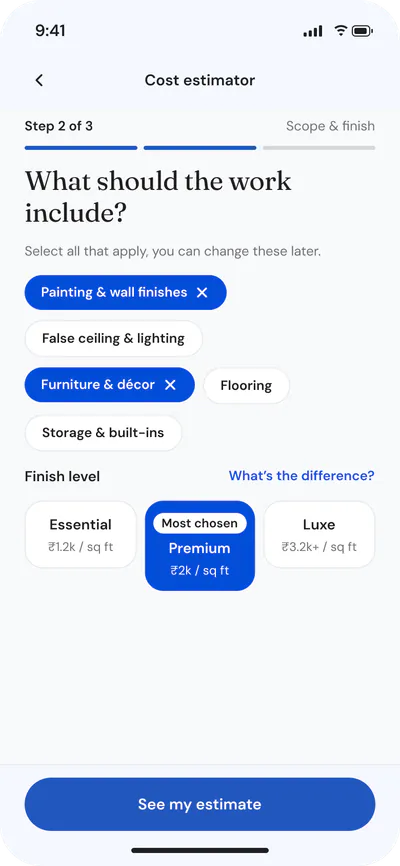 9:41
Cost estimator
Step 2 of 3
Scope & finish
What should the work
include?
Select all that apply, you can change these later.
Painting & wall finishes
False ceiling & lighting
Furniture & décor
Flooring
Storage & built-ins
Finish level
What's the difference?
Essential
₹1.2k / sq ft
Most chosen
Premium
₹2k / sq ft
Luxe
₹3.2k+ / sq ft
See my estimate